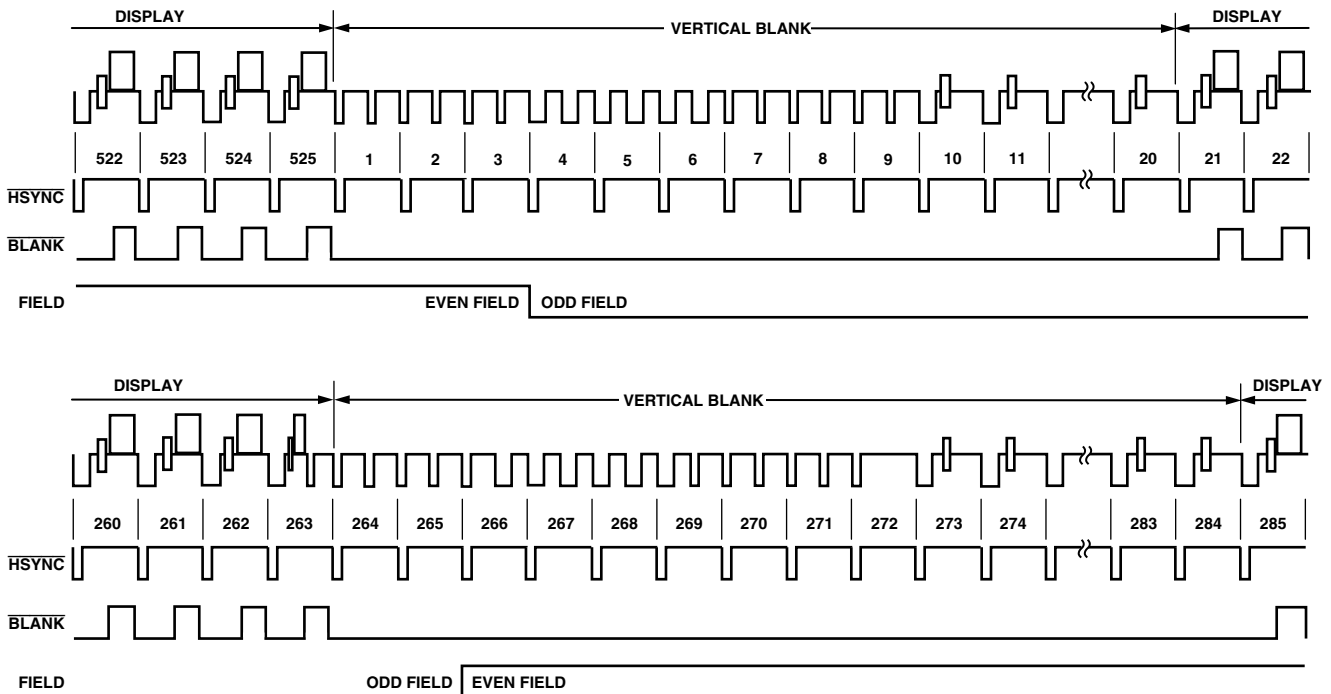 DISPLAY VERTICAL BLANK DISPLAY
522 523 524 525 1 2 3 4 5 6 7 8 9 10 11 20 21 22
HSYNC
BLANK
FIELD EVEN FIELD ODD FIELD
DISPLAY VERTICAL BLANK DISPLAY
260 261 262 263 264 265 266 267 268 269 270 271 272 273 274 283 284 285
HSYNC
BLANK
FIELD ODD FIELD EVEN FIELD